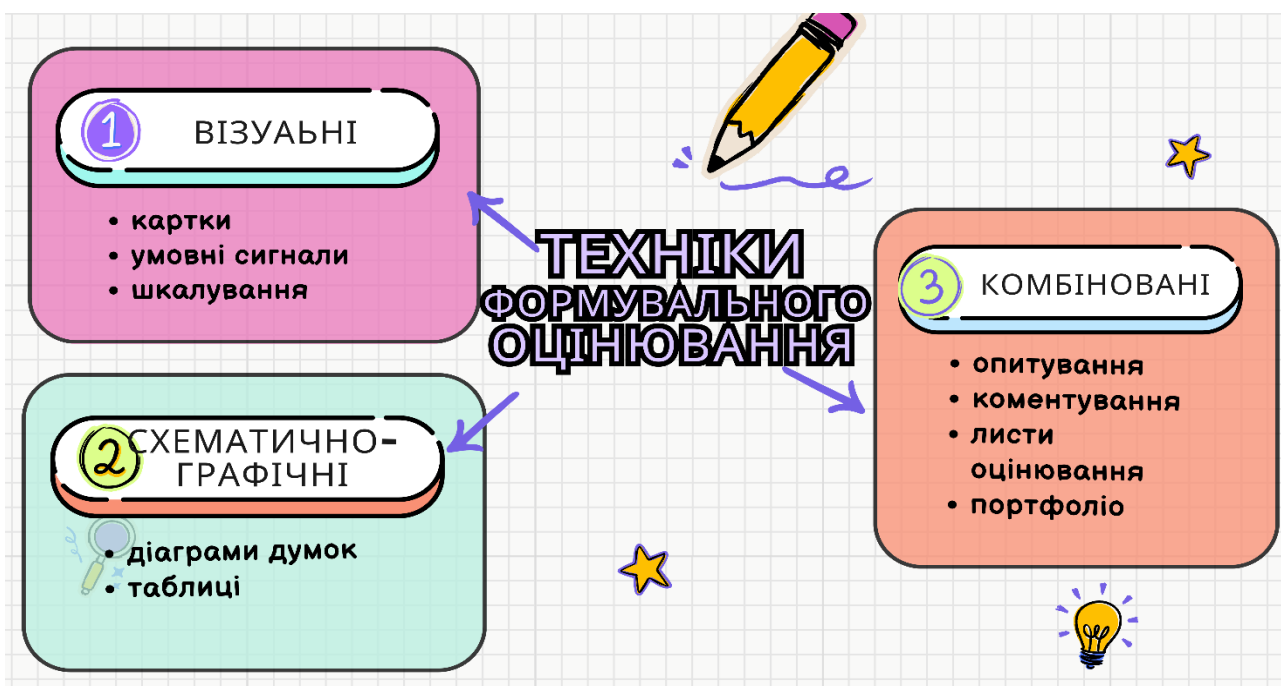 ТЕХНІКИ
ФОРМУВАЛЬНОГО
ОЦІНЮВАННЯ
1 ВІЗУАЬНІ
• картки
• умовні сигнали
• шкалування
2 СХЕМАТИЧНО-
ГРАФІЧНІ
• діаграми думок
• таблиці
3 КОМБІНОВАНІ
• опитування
• коментування
• листи
оцінювання
• портфоліо